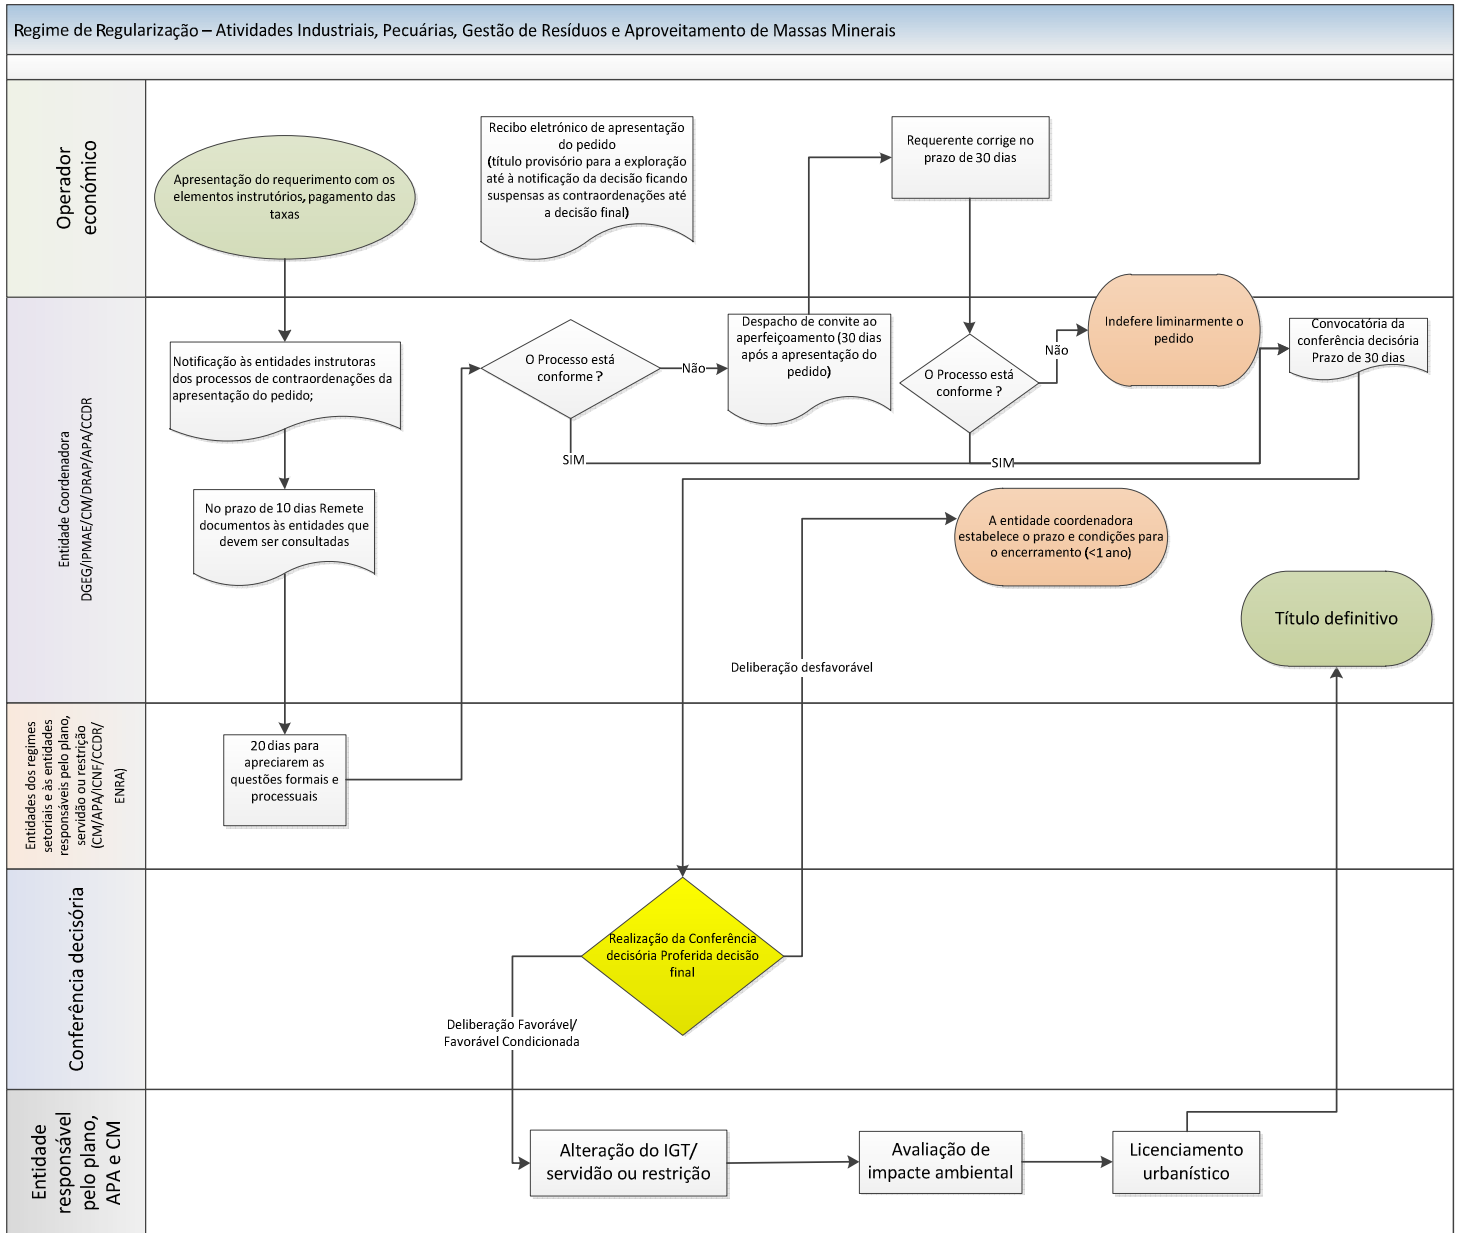 Regime de Regularização – Atividades Industriais, Pecuárias, Gestão de Resíduos e Aproveitamento de Massas Minerais
Operador
económico
Apresentação do requerimento com os
elementos instrutórios, pagamento das
taxas
Recibo eletrónico de apresentação
do pedido
(título provisório para a exploração
até à notificação da decisão ficando
suspensas as contraordenações até
a decisão final)
Requerente corrige no
prazo de 30 dias
Entidade Coordenadora
DGEG/IPMAE/CM/DRAP/APA/CCDR
Notificação às entidades instrutoras
dos processos de contraordenações da
apresentação do pedido;
No prazo de 10 dias Remete
documentos às entidades que
devem ser consultadas
O Processo está
conforme ?
Não
SIM
Despacho de convite ao
aperfeiçoamento (30 dias
após a apresentação do
pedido)
O Processo está
conforme ?
Não
SIM
Indefere liminarmente o
pedido
Convocatória da
conferência decisória
Prazo de 30 dias
A entidade coordenadora
estabelece o prazo e condições para
o encerramento (<1 ano)
Título definitivo
Deliberação desfavorável
Entidades dos regimes
setoriais e às entidades
responsáveis pelo plano,
servidão ou restrição
(CM/APA/ICNF/CCDR/
ENRA)
20 dias para
apreciarem as
questões formais e
processuais
Conferência decisória
Realização da Conferência
decisória Proferida decisão
final
Deliberação Favorável/
Favorável Condicionada
Entidade
responsável
pelo plano,
APA e CM
Alteração do IGT/
servidão ou restrição
Avaliação de
impacte ambiental
Licenciamento
urbanístico